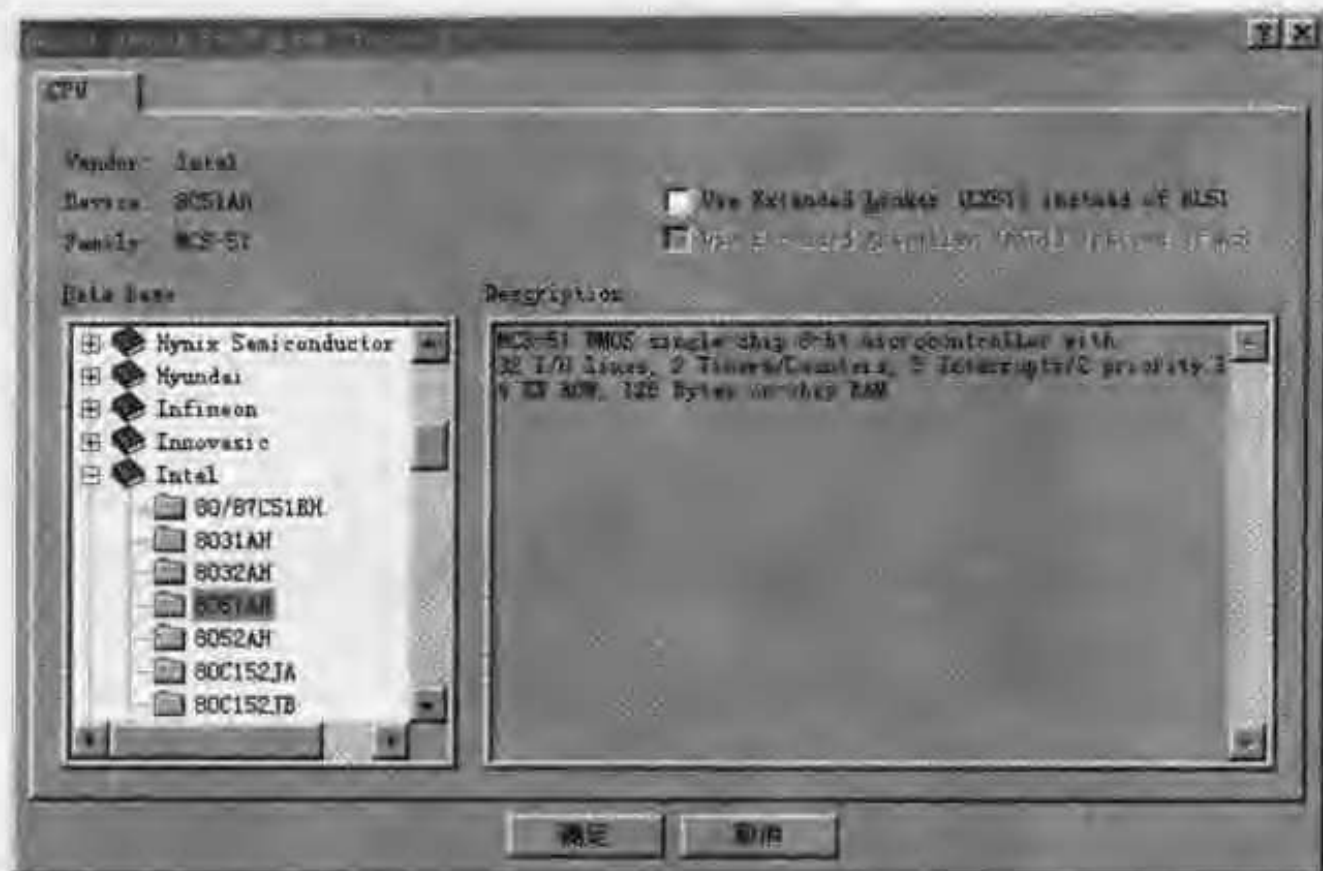 CPU
Vendor: Intel
Device: 8051AH
Family: MCS-51
Use Extended Linker (LX51) instead of BL51
Data base
Description
Hynix Semiconductor
Hyundai
Infineon
Innovasic
Intel
80/87C51BH
8031AH
8032AH
8051AH
8052AH
80C152JA
80C152JB
MCS-51 NMOS single-chip 8-bit microcontroller with
32 I/O lines, 2 Timers/Counters, 5 Interrupts/2 priority
4 KB ROM, 128 Bytes on-chip RAM
确定
取消